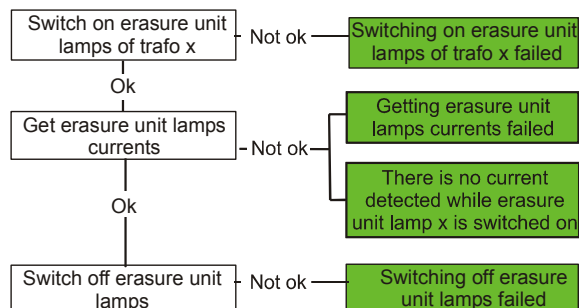 Switch on erasure unit
lamps of trafo x
Not ok
Switching on erasure unit
lamps of trafo x failed
Ok
Get erasure unit lamps
currents
Not ok
Getting erasure unit
lamps currents failed
There is no current
detected while erasure
unit lamp x is switched on
Ok
Switch off erasure unit
lamps
Not ok
Switching off erasure
unit lamps failed